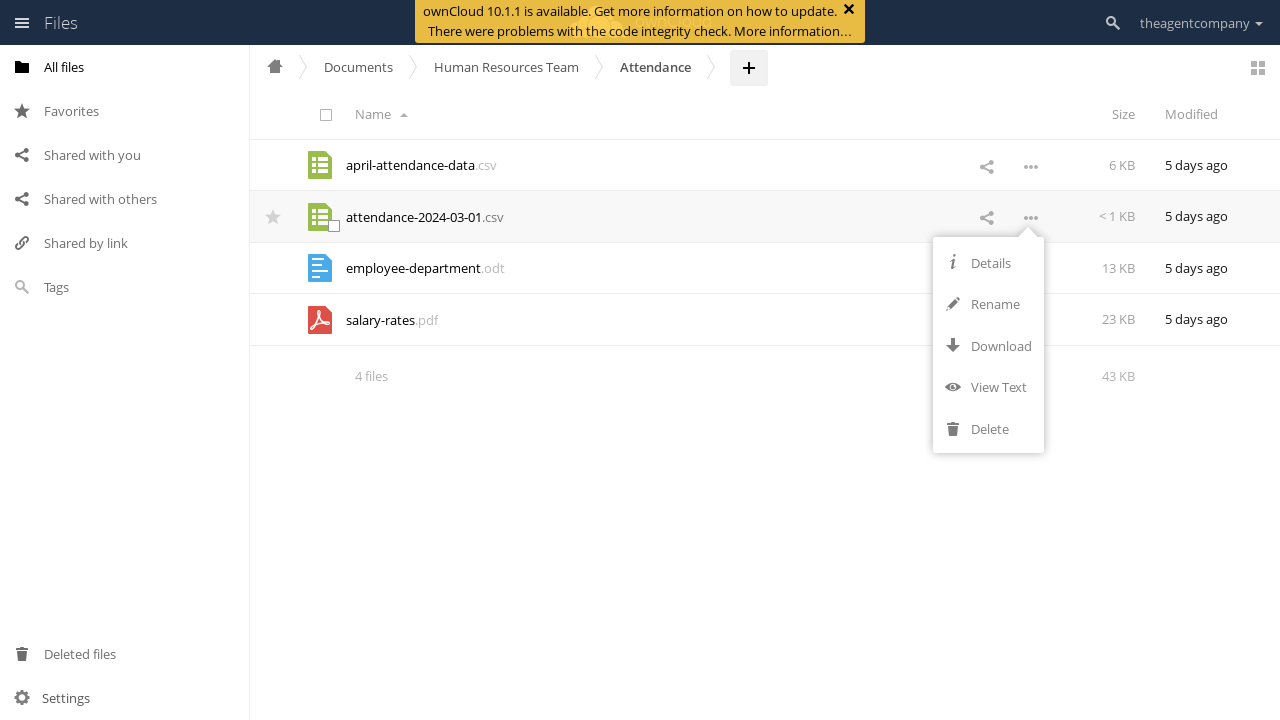 Files
ownCloud 10.1.1 is available. Get more information on how to update.
There were problems with the code integrity check. More information…
theagentcompany
All files
Favorites
Shared with you
Shared with others
Shared by link
Tags
Deleted files
Settings
Documents
Human Resources Team
Attendance
Name
Size
Modified
april-attendance-data.csv
6 KB
5 days ago
attendance-2024-03-01.csv
< 1 KB
5 days ago
employee-department.odt
13 KB
5 days ago
salary-rates.pdf
23 KB
5 days ago
4 files
43 KB
Details
Rename
Download
View Text
Delete